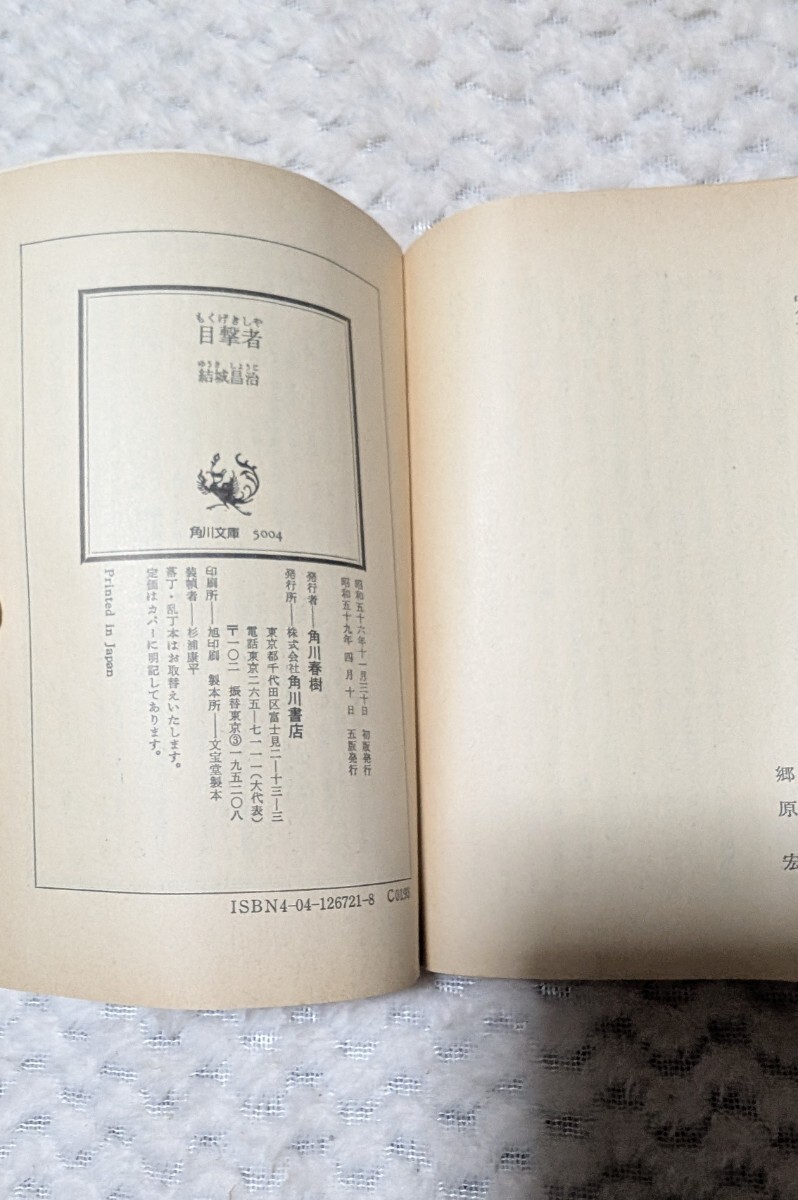 もくげきしや
目撃者
ゆうき しょうじ
結城昌治
角川文庫 5004
昭和五十六年十一月三十日 初版発行
昭和五十九年 四月 十日 五版発行
発行者―角川春樹
発行所―株式会社角川書店
東京都千代田区富士見二―十三―三
電話東京二六五―七一一一(大代表)
〒一〇二 振替東京③一九五二〇八
印刷所―旭印刷 製本所―文宝堂製本
装幀者―杉浦康平
落丁・乱丁本はお取替えいたします。
定価はカバーに明記してあります。
Printed in Japan
ISBN4-04-126721-8 C0193
郷原 宏